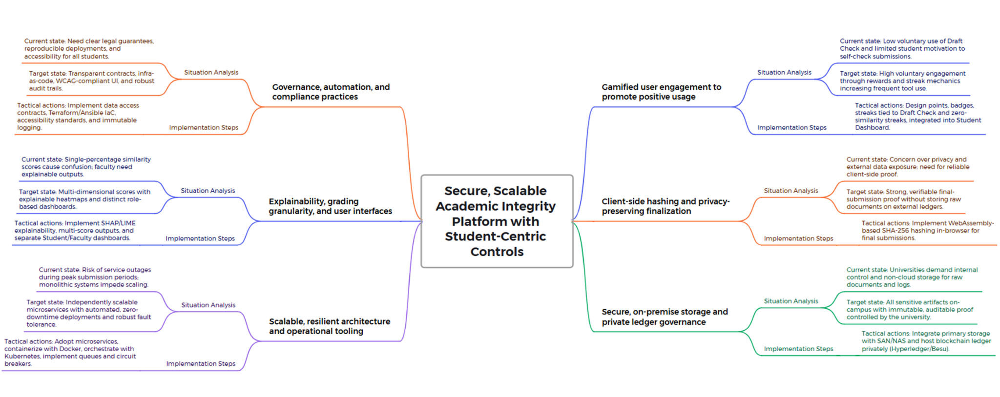 Secure, Scalable
Academic Integrity
Platform with
Student-Centric
Controls
Gamified user engagement to
promote positive usage
Situation Analysis
Current state: Low voluntary use of Draft
Check and limited student motivation to
self-check submissions.
Target state: High voluntary engagement
through rewards and streak mechanics
increasing frequent tool use.
Implementation Steps
Tactical actions: Design points, badges,
streaks tied to Draft Check and zero-
similarity streaks, integrated into Student
Dashboard.
Client-side hashing and privacy-
preserving finalization
Situation Analysis
Current state: Concern over privacy and
external data exposure; need for reliable
client-side proof.
Target state: Strong, verifiable final-
submission proof without storing raw
documents on external ledgers.
Implementation Steps
Tactical actions: Implement WebAssembly-
based SHA-256 hashing in-browser for
final submissions.
Secure, on-premise storage and
private ledger governance
Situation Analysis
Current state: Universities demand internal
control and non-cloud storage for raw
documents and logs.
Target state: All sensitive artifacts on-
campus with immutable, auditable proof
controlled by the university.
Implementation Steps
Tactical actions: Integrate primary storage
with SAN/NAS and host blockchain ledger
privately (Hyperledger/Besu).
Governance, automation, and
compliance practices
Situation Analysis
Current state: Need clear legal guarantees,
reproducible deployments, and
accessibility for all students.
Target state: Transparent contracts, infra-
as-code, WCAG-compliant UI, and robust
audit trails.
Implementation Steps
Tactical actions: Implement data access
contracts, Terraform/Ansible IaC,
accessibility standards, and immutable
logging.
Explainability, grading
granularity, and user interfaces
Situation Analysis
Current state: Single-percentage similarity
scores cause confusion; faculty need
explainable outputs.
Target state: Multi-dimensional scores with
explainable heatmaps and distinct role-
based dashboards.
Implementation Steps
Tactical actions: Implement SHAP/LIME
explainability, multi-score outputs, and
separate Student/Faculty dashboards.
Scalable, resilient architecture
and operational tooling
Situation Analysis
Current state: Risk of service outages
during peak submission periods;
monolithic systems impede scaling.
Target state: Independently scalable
microservices with automated, zero-
downtime deployments and robust fault
tolerance.
Implementation Steps
Tactical actions: Adopt microservices,
containerize with Docker, orchestrate with
Kubernetes, implement queues and circuit
breakers.